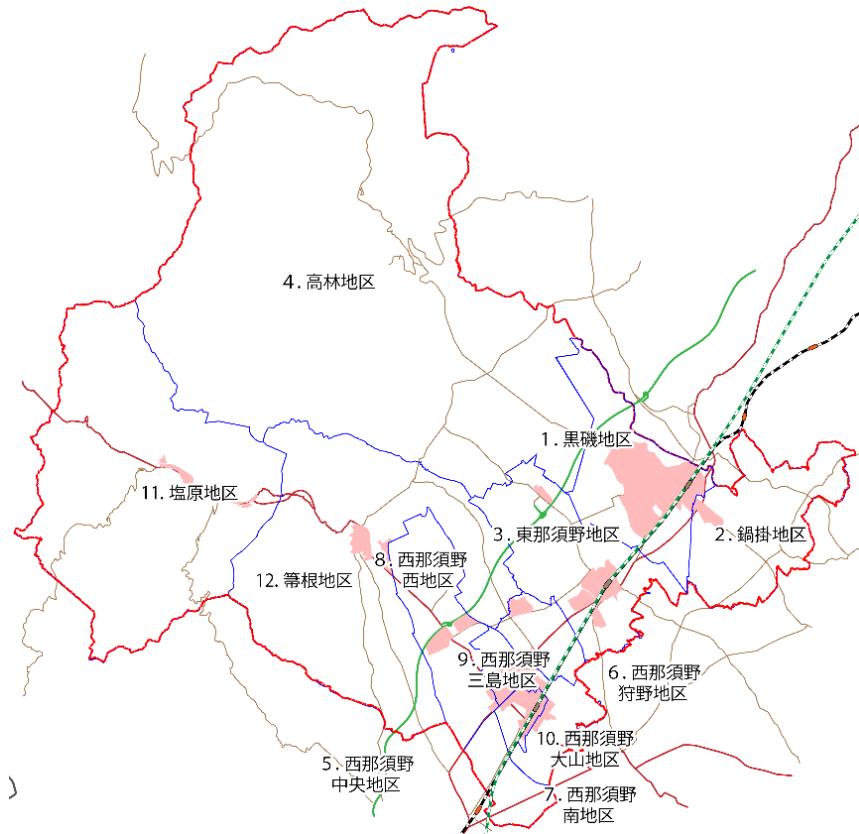 4. 高林地区
1. 黒磯地区
11. 塩原地区
3. 東那須野地区
2. 鍋掛地区
8. 西那須野
西地区
12. 箒根地区
9. 西那須野
三島地区
6. 西那須野
狩野地区
10. 西那須野
大山地区
5. 西那須野
中央地区
7. 西那須野
南地区